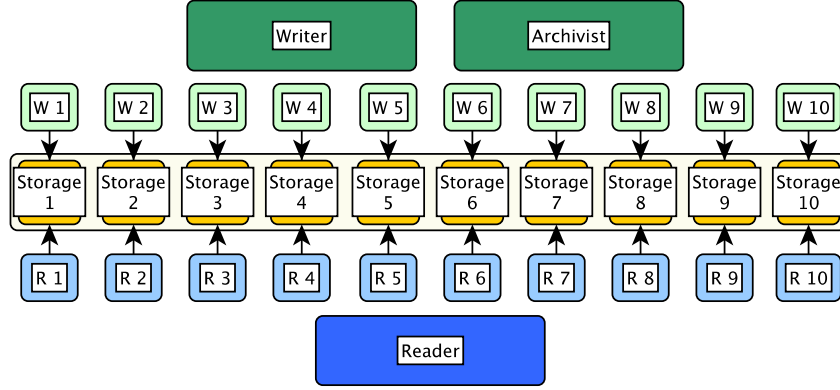 Writer
Archivist
W 1
W 2
W 3
W 4
W 5
W 6
W 7
W 8
W 9
W 10
Storage
1
Storage
2
Storage
3
Storage
4
Storage
5
Storage
6
Storage
7
Storage
8
Storage
9
Storage
10
R 1
R 2
R 3
R 4
R 5
R 6
R 7
R 8
R 9
R 10
Reader